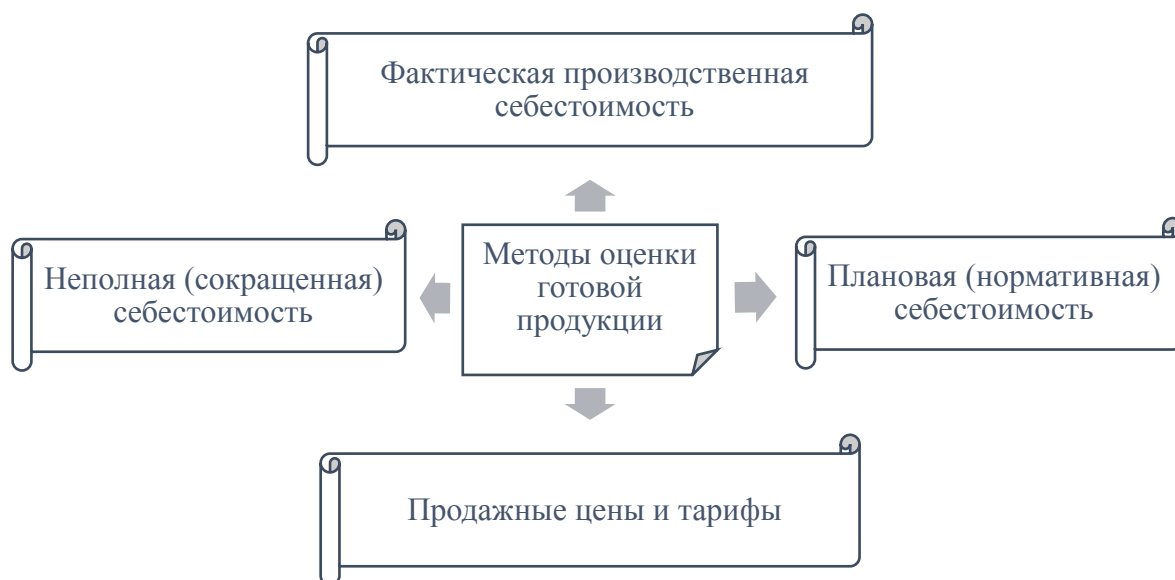 Фактическая производственная
себестоимость
Неполная (сокращенная)
себестоимость
Методы оценки
готовой
продукции
Плановая (нормативная)
себестоимость
Продажные цены и тарифы